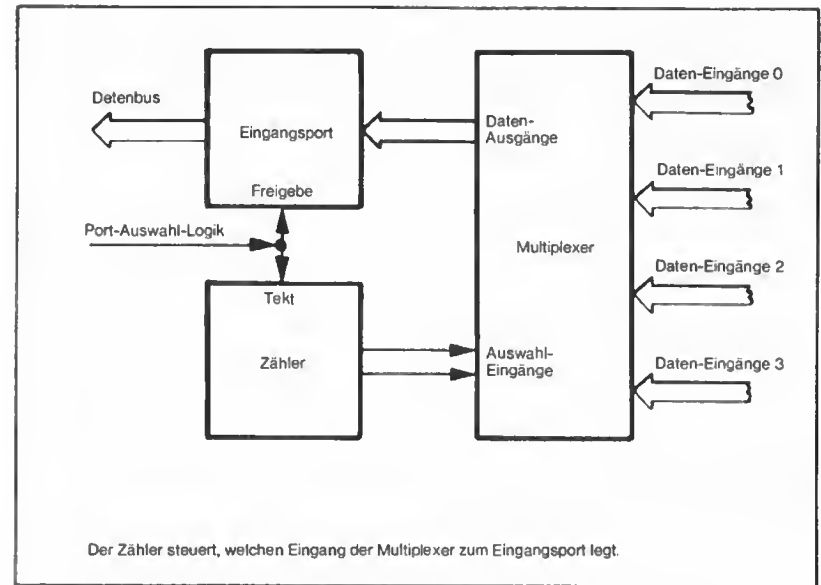 Detenbus
Eingangsport
Freigebe
Port-Auswahl-Logik
Tekt
Zähler
Daten-
Ausgänge
Multiplexer
Auswahl-
Eingänge
Daten-Eingänge 0
Daten-Eingänge 1
Daten-Eingänge 2
Daten-Eingänge 3
Der Zähler steuert, welchen Eingang der Multiplexer zum Eingangsport legt.